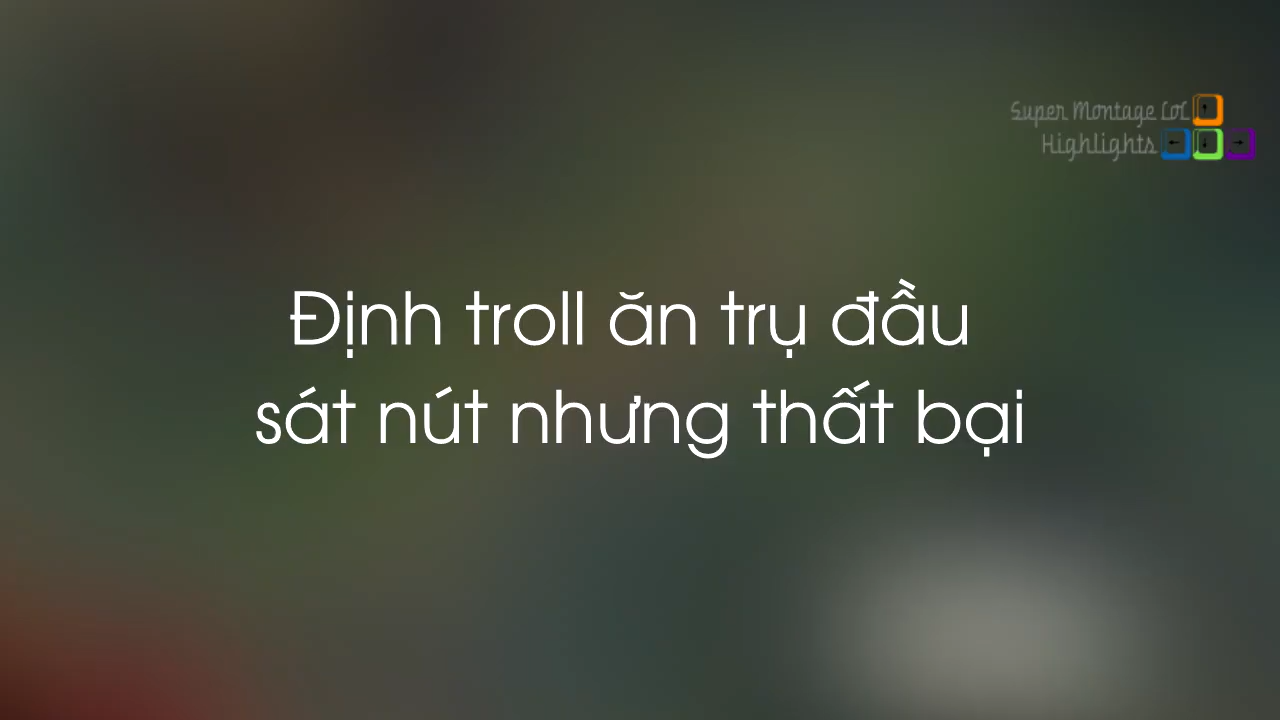 Super Montage LoL
Highlights
Định troll ăn trụ đầu
sát nút nhưng thất bại